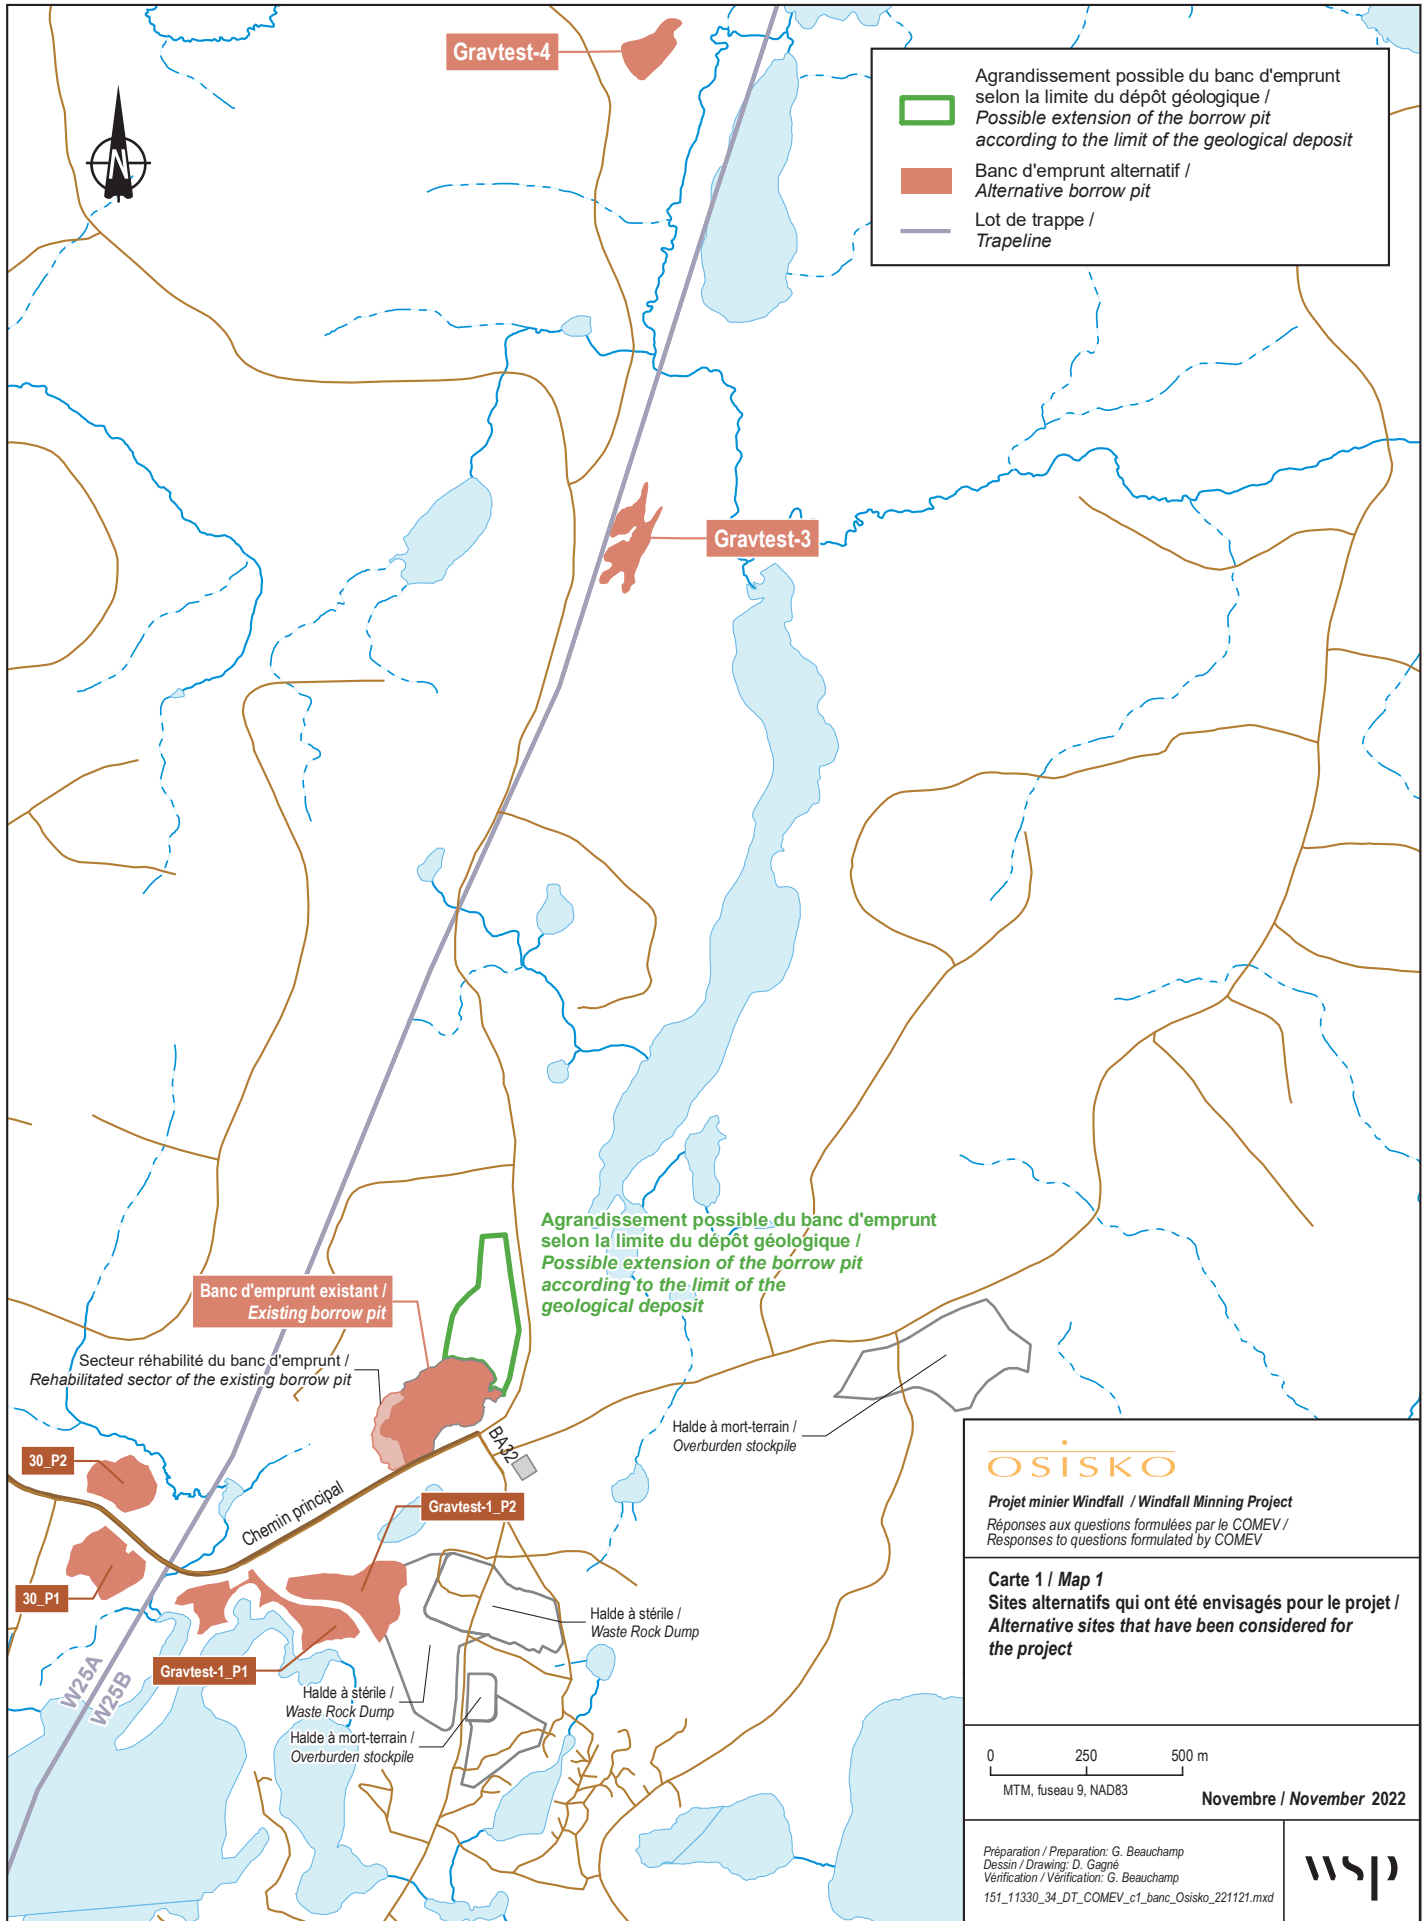 Gravtest-4
N
Agrandissement possible du banc d'emprunt
selon la limite du dépôt géologique /
Possible extension of the borrow pit
according to the limit of the geological deposit
Banc d'emprunt alternatif /
Alternative borrow pit
Lot de trappe /
Trapeline
Gravtest-3
Agrandissement possible du banc d'emprunt
selon la limite du dépôt géologique /
Possible extension of the borrow pit
according to the limit of the
geological deposit
Banc d'emprunt existant /
Existing borrow pit
Secteur réhabilité du banc d'emprunt /
Rehabilitated sector of the existing borrow pit
Halde à mort-terrain /
Overburden stockpile
BA32
30_P2
Chemin principal
Gravtest-1_P2
30_P1
Halde à stérile /
Waste Rock Dump
Gravtest-1_P1
W25A
W25B
Halde à stérile /
Waste Rock Dump
Halde à mort-terrain /
Overburden stockpile
OSISKO
Projet minier Windfall / Windfall Minning Project
Réponses aux questions formulées par le COMEV /
Responses to questions formulated by COMEV
Carte 1 / Map 1
Sites alternatifs qui ont été envisagés pour le projet /
Alternative sites that have been considered for
the project
0 250 500 m
MTM, fuseau 9, NAD83
Novembre / November 2022
Préparation / Preparation: G. Beauchamp
Dessin / Drawing: D. Gagné
Vérification / Vérification: G. Beauchamp
151_11330_34_DT_COMEV_c1_banc_Osisko_221121.mxd
wsp